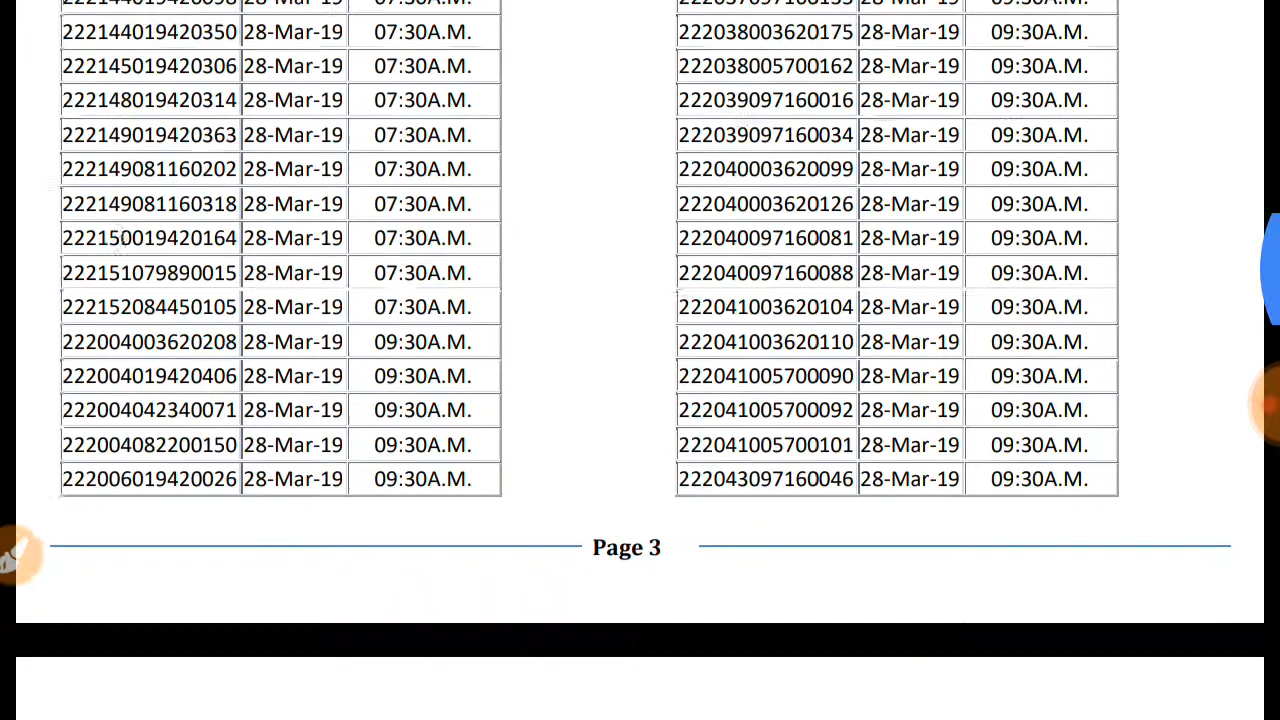 222144019420350 28-Mar-19 07:30A.M.
222145019420306 28-Mar-19 07:30A.M.
222148019420314 28-Mar-19 07:30A.M.
222149019420363 28-Mar-19 07:30A.M.
222149081160202 28-Mar-19 07:30A.M.
222149081160318 28-Mar-19 07:30A.M.
222150019420164 28-Mar-19 07:30A.M.
222151079890015 28-Mar-19 07:30A.M.
222152084450105 28-Mar-19 07:30A.M.
222004003620208 28-Mar-19 09:30A.M.
222004019420406 28-Mar-19 09:30A.M.
222004042340071 28-Mar-19 09:30A.M.
222004082200150 28-Mar-19 09:30A.M.
222006019420026 28-Mar-19 09:30A.M.
222038003620175 28-Mar-19 09:30A.M.
222038005700162 28-Mar-19 09:30A.M.
222039097160016 28-Mar-19 09:30A.M.
222039097160034 28-Mar-19 09:30A.M.
222040003620099 28-Mar-19 09:30A.M.
222040003620126 28-Mar-19 09:30A.M.
222040097160081 28-Mar-19 09:30A.M.
222040097160088 28-Mar-19 09:30A.M.
222041003620104 28-Mar-19 09:30A.M.
222041003620110 28-Mar-19 09:30A.M.
222041005700090 28-Mar-19 09:30A.M.
222041005700092 28-Mar-19 09:30A.M.
222041005700101 28-Mar-19 09:30A.M.
222043097160046 28-Mar-19 09:30A.M.
Page 3